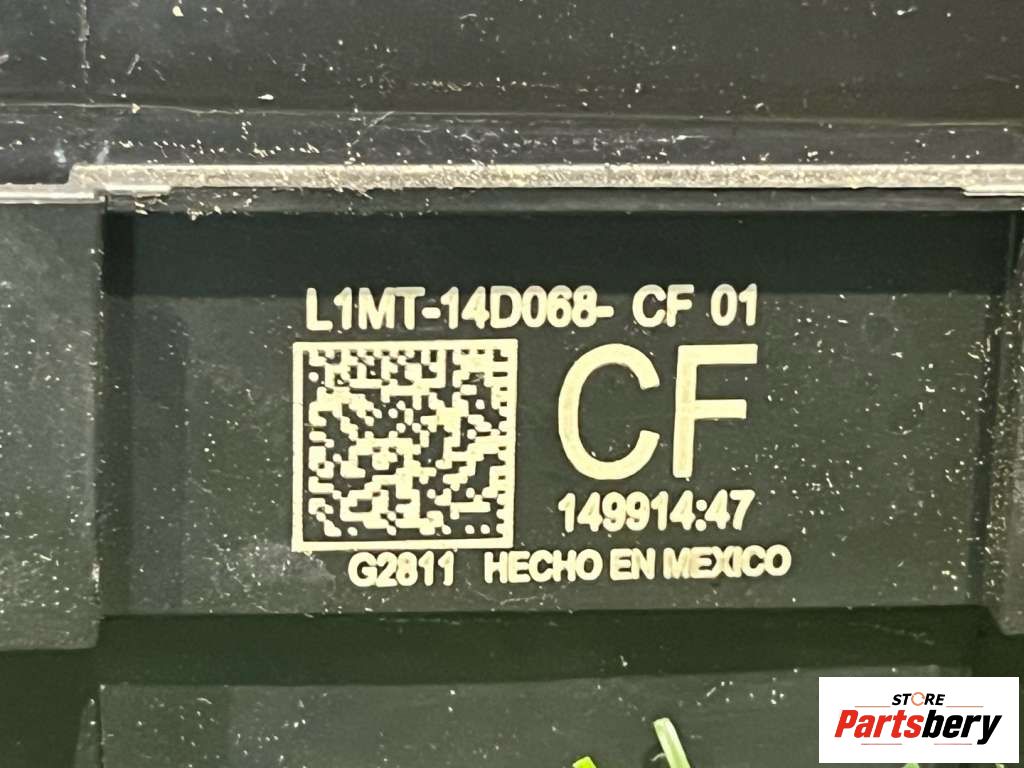 L1MT-14D068- CF 01
CF
149914:47
G2811 HECHO EN MEXICO
STORE
Partsbery